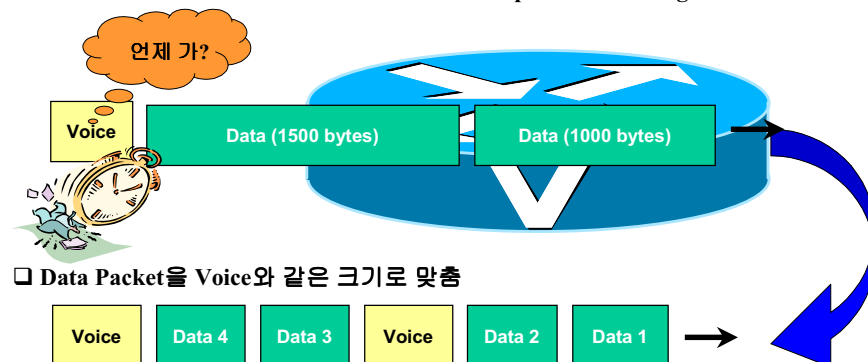 언제 가?
Voice
Data (1500 bytes)
Data (1000 bytes)
❑ Data Packet을 Voice와 같은 크기로 맞춤
Voice
Data 4
Data 3
Voice
Data 2
Data 1